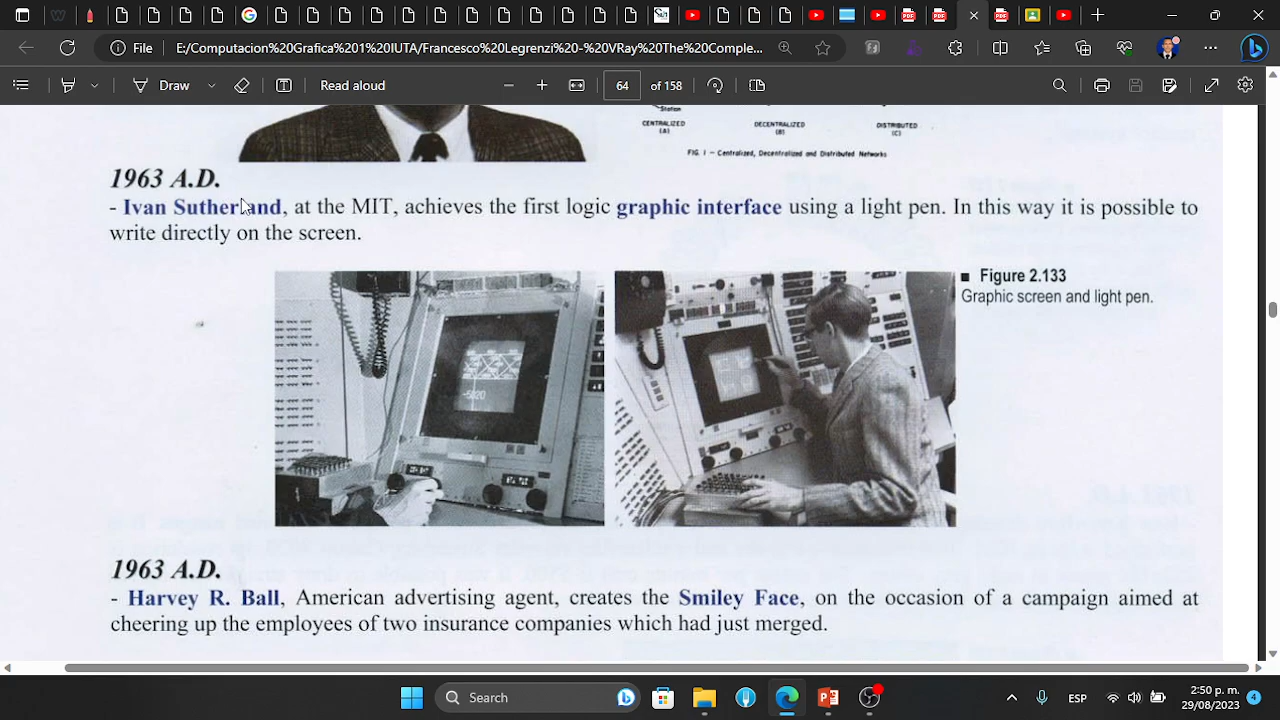 File
E/Computacion%20Grafica%201%20IUTA/Francesco%20Legrenzi%20-%20VRay%20The%20Comple...
Draw
Read aloud
64
of 158
Station
CENTRALIZED
(A)
DECENTRALIZED
(B)
DISTRIBUTED
(C)
FIG. 1 – Centralized, Decentralized and Distributed Networks
1963 A.D.
- Ivan Sutherland, at the MIT, achieves the first logic graphic interface using a light pen. In this way it is possible to
write directly on the screen.
■ Figure 2.133
Graphic screen and light pen.
1963 A.D.
- Harvey R. Ball, American advertising agent, creates the Smiley Face, on the occasion of a campaign aimed at
cheering up the employees of two insurance companies which had just merged.
Search
ESP
2:50 p. m.
29/08/2023
4